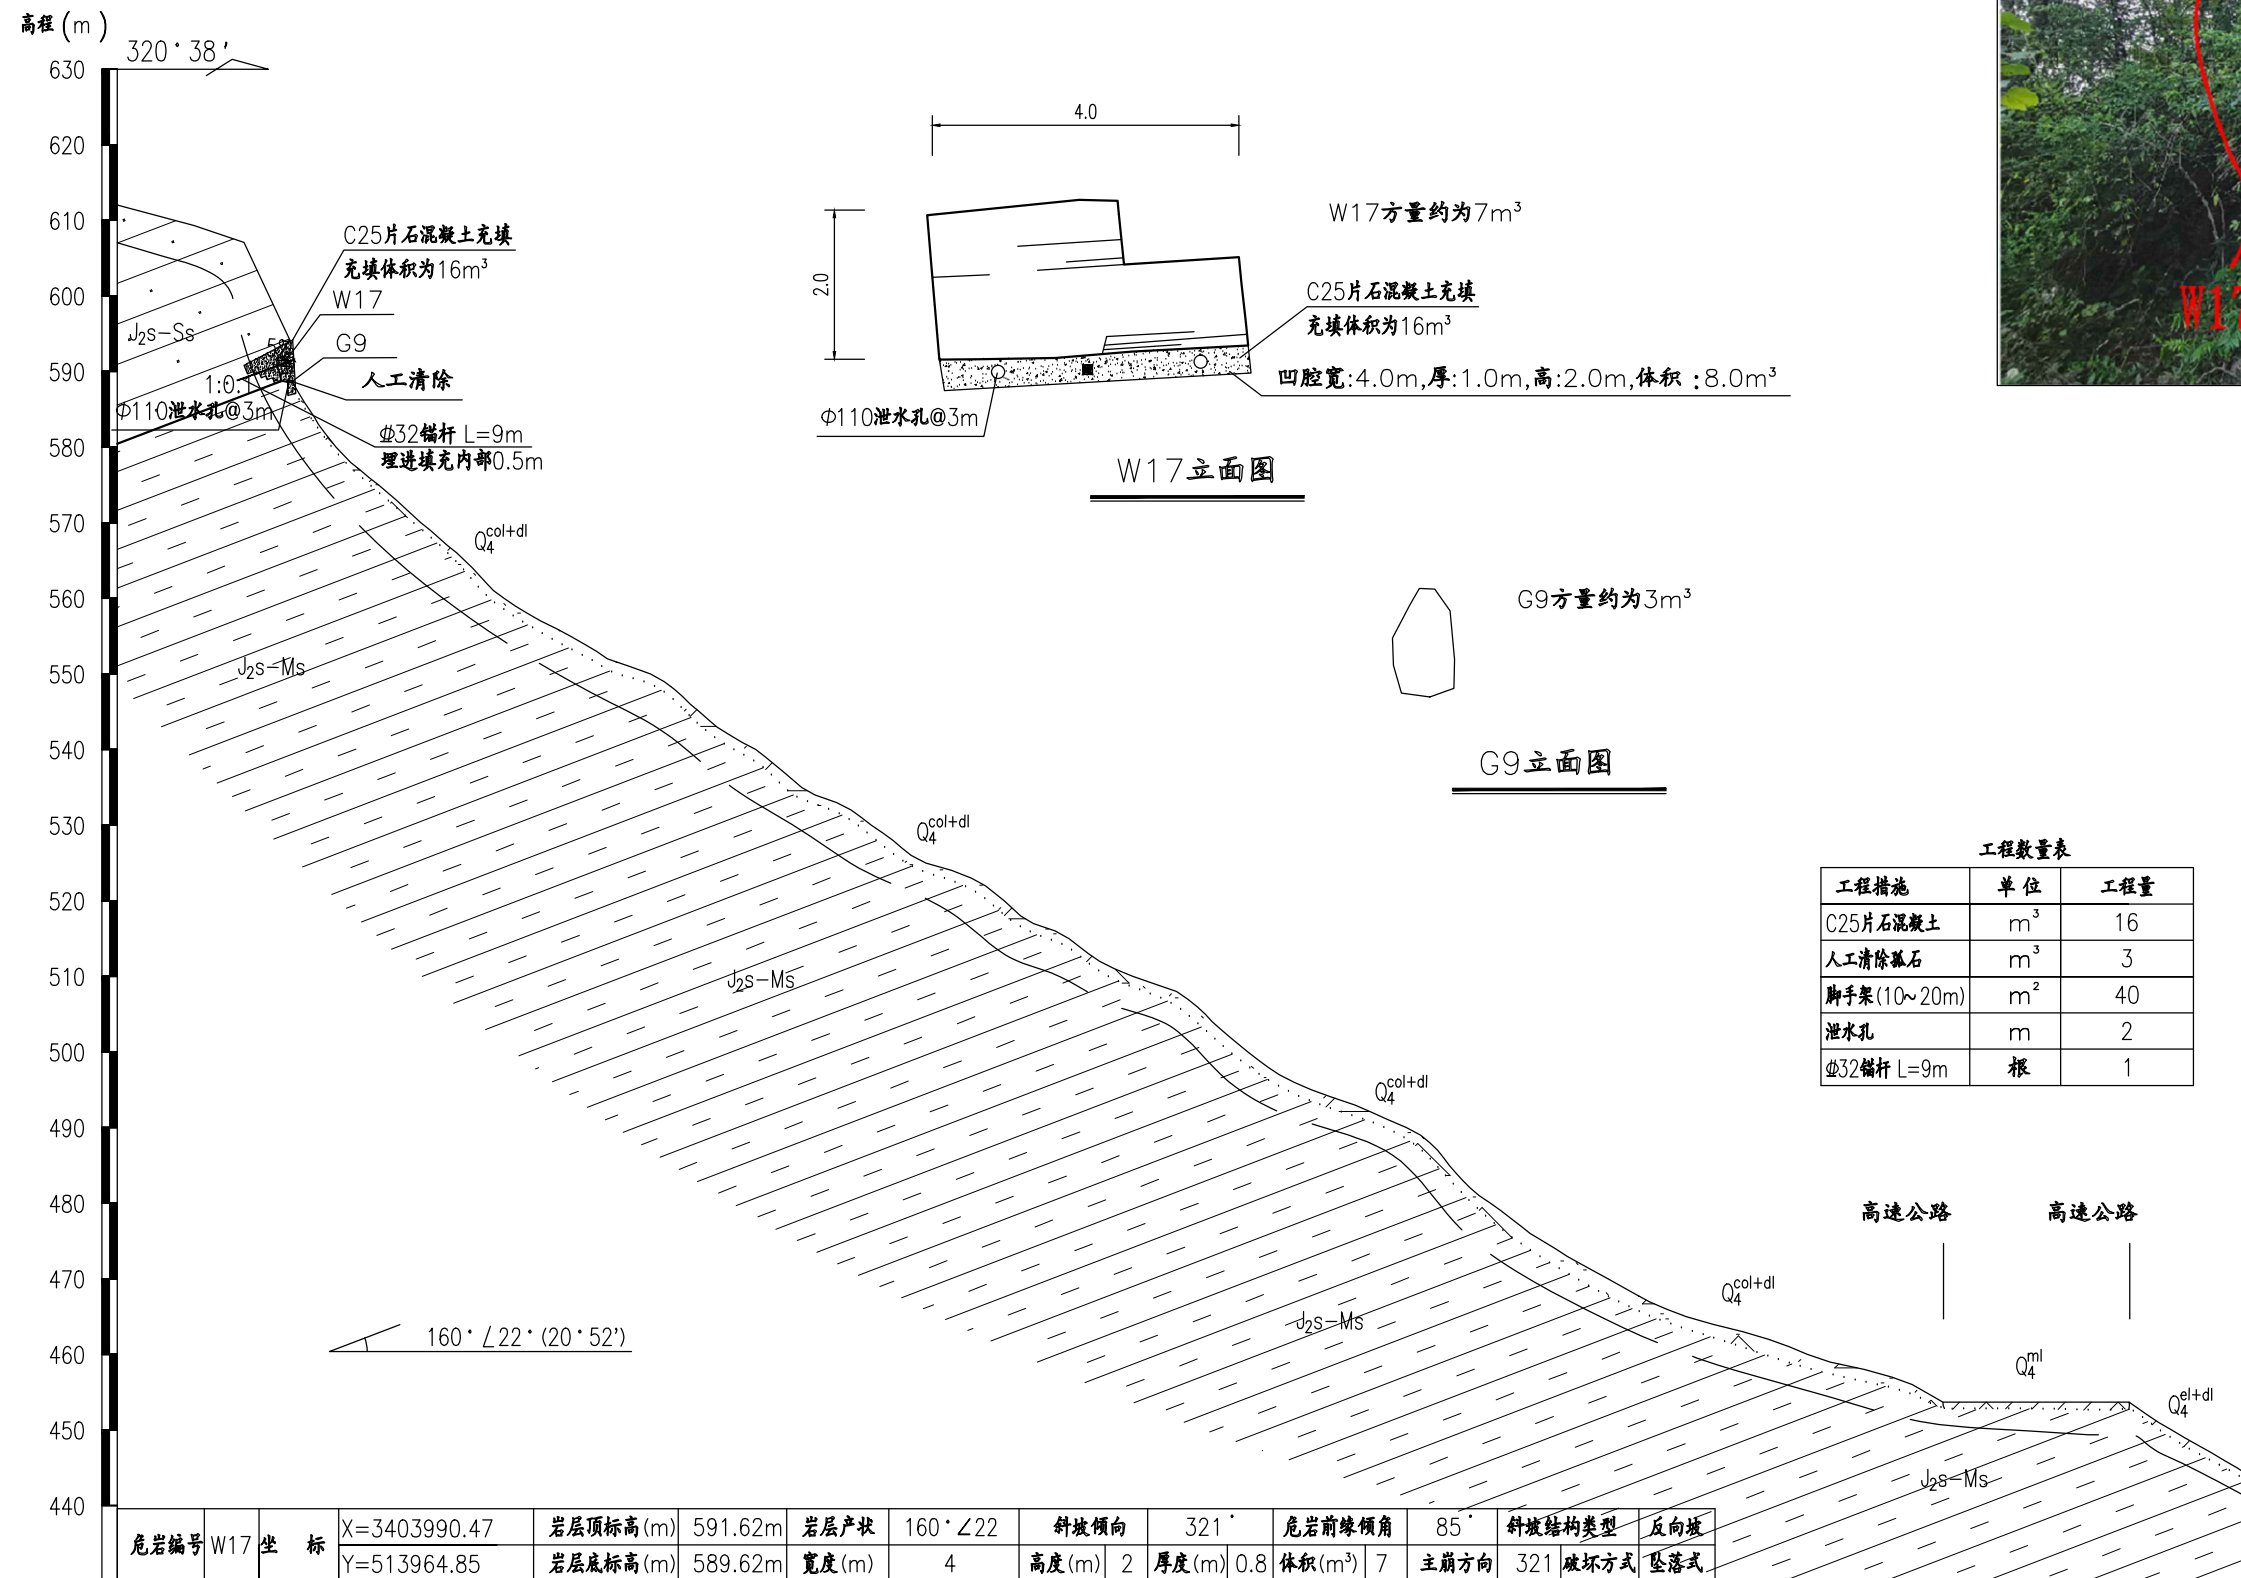 高程(m)
320°38′
630
620
610
600
590
580
570
560
550
540
530
520
510
500
490
480
470
460
450
440
C25片石混凝土充填
充填体积为16m³
W17
G9
人工清除
J₂s-Ss
1:0.
Φ110泄水孔@3m
Φ32锚杆 L=9m
埋进填充内部0.5m
4.0
2.0
W17方量约为7m³
C25片石混凝土充填
充填体积为16m³
凹腔宽:4.0m,厚:1.0m,高:2.0m,体积:8.0m³
Φ110泄水孔@3m
W17立面图
G9方量约为3m³
G9立面图
W17
Q₄col+dl
J₂s-Ms
Q₄col+dl
J₂s-Ms
Q₄col+dl
J₂s-Ms
Q₄col+dl
高速公路 高速公路
Q₄ml
Q₄el+dl
J₂s-Ms
160°∠22°(20°52')
工程数量表
工程措施 单位 工程量
C25片石混凝土 m³ 16
人工清除孤石 m³ 3
脚手架(10~20m) m² 40
泄水孔 m 2
Φ32锚杆 L=9m 根 1
危岩编号 W17 坐 标 X=3403990.47 岩层顶标高(m) 591.62m 岩层产状 160°∠22 斜坡倾向 321° 危岩前缘倾角 85° 斜坡结构类型 反向坡
Y=513964.85 岩层底标高(m) 589.62m 宽度(m) 4 高度(m) 2 厚度(m) 0.8 体积(m³) 7 主崩方向 321 破坏方式 坠落式